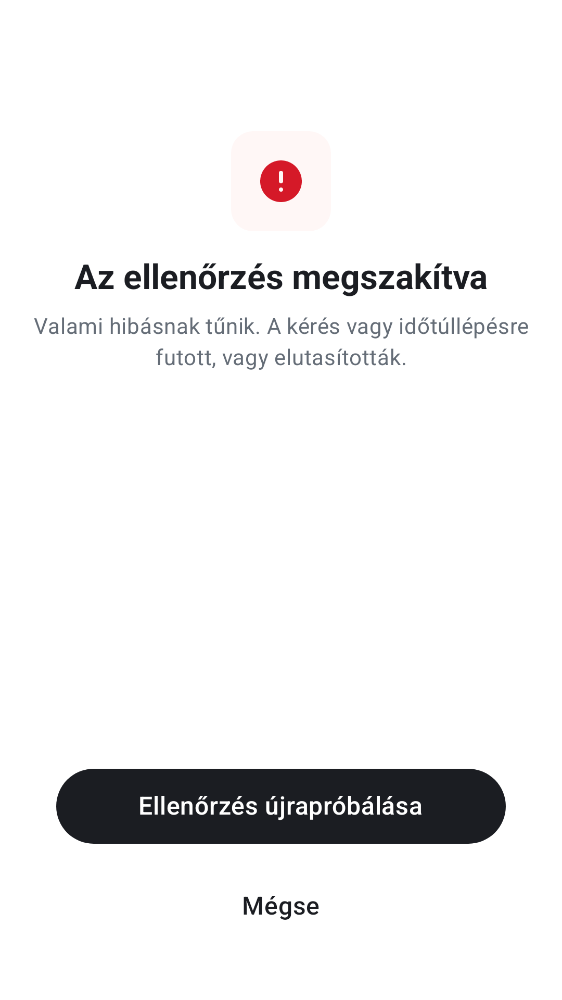 Az ellenőrzés megszakítva
Valami hibásnak tűnik. A kérés vagy időtúllépésre
futott, vagy elutasították.
Ellenőrzés újrapróbálása
Mégse